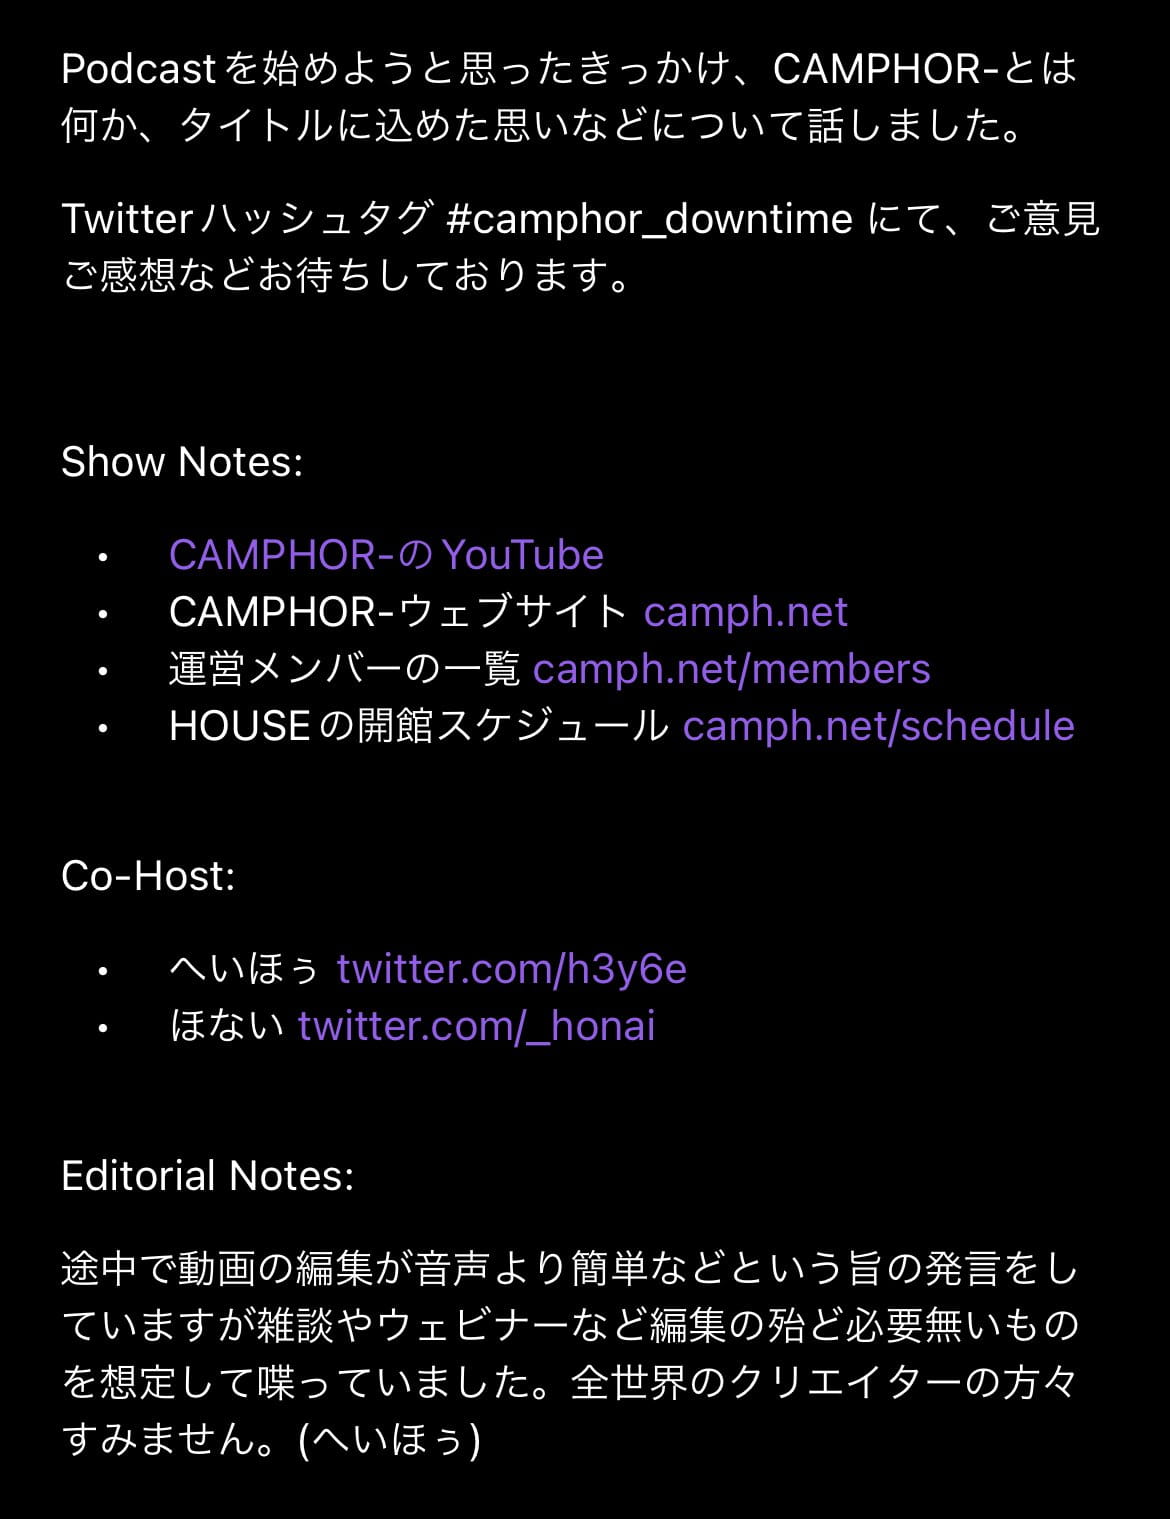 Podcastを始めようと思ったきっかけ、CAMPHOR-とは
何か、タイトルに込めた思いなどについて話しました。
Twitterハッシュタグ #camphor_downtime にて、ご意見
ご感想などお待ちしております。
Show Notes:
• CAMPHOR-のYouTube
• CAMPHOR-ウェブサイト camph.net
• 運営メンバーの一覧 camph.net/members
• HOUSEの開館スケジュール camph.net/schedule
Co-Host:
• へいほぅ twitter.com/h3y6e
• ほない twitter.com/_honai
Editorial Notes:
途中で動画の編集が音声より簡単などという旨の発言をし
ていますが雑談やウェビナーなど編集の殆ど必要無いもの
を想定して喋っていました。全世界のクリエイターの方々
すみません。(へいほぅ)